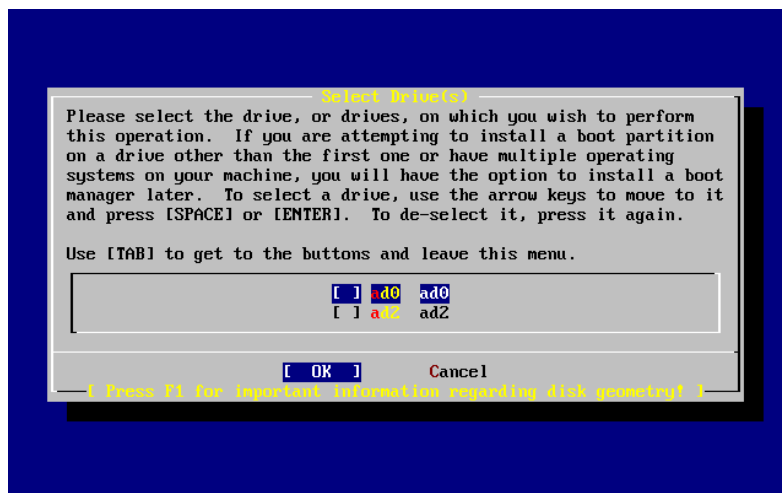 Select Drive(s)
Please select the drive, or drives, on which you wish to perform
this operation.  If you are attempting to install a boot partition
on a drive other than the first one or have multiple operating
systems on your machine, you will have the option to install a boot
manager later.  To select a drive, use the arrow keys to move to it
and press [SPACE] or [ENTER].  To de-select it, press it again.
Use [TAB] to get to the buttons and leave this menu.
[ ] ad0  ad0
[ ] ad2  ad2
[  OK  ]  Cancel
[ Press F1 for important information regarding disk geometry! ]